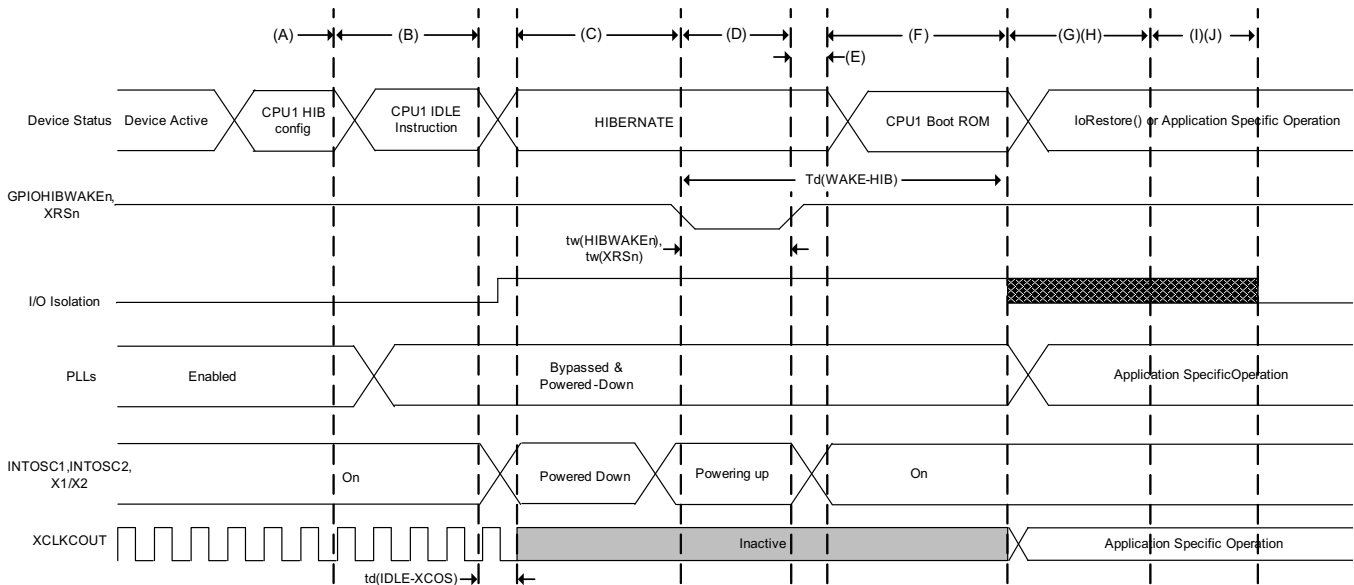 (A)
(B)
(C)
(D)
(E)
(F)
(G)(H)
(I)(J)
Device Status
Device Active
CPU1 HIB
config
CPU1 IDLE
Instruction
HIBERNATE
CPU1 Boot ROM
IoRestore() or Application Specific Operation
Td(WAKE-HIB)
GPIOHIBWAKEn,
XRSn
tw(HIBWAKEn),
tw(XRSn)
I/O Isolation
PLLs
Enabled
Bypassed &
Powered-Down
Application SpecificOperation
INTOSC1,INTOSC2,
X1/X2
On
Powered Down
Powering up
On
XCLKCOUT
Inactive
Application Specific Operation
td(IDLE-XCOS)